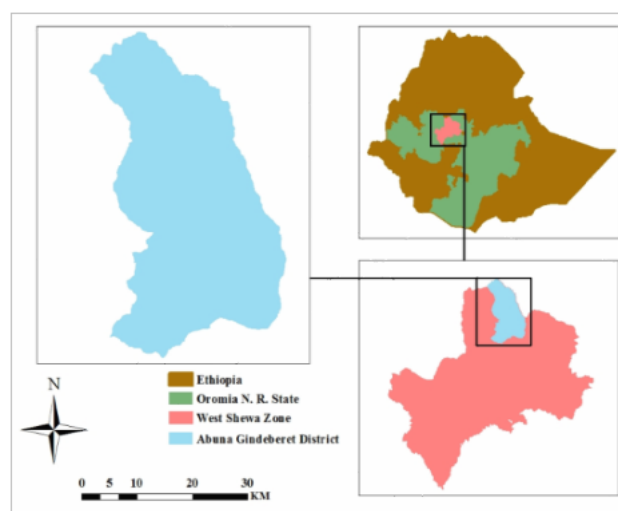 N
Ethiopia
Oromia N. R. State
West Shewa Zone
Abuna Gindeberet District
0 5 10 20 30
KM